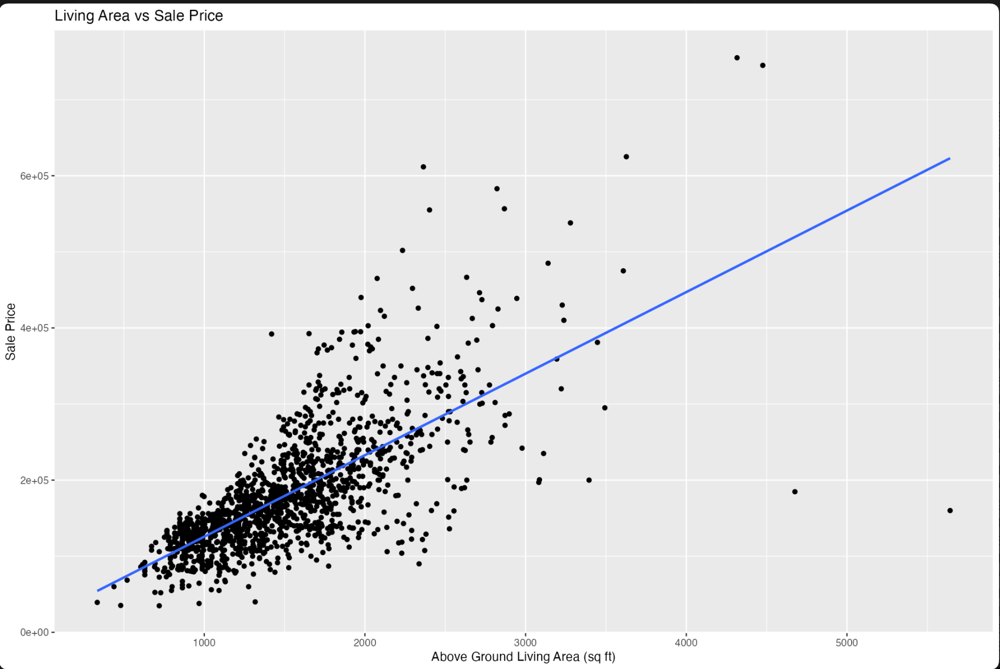 Living Area vs Sale Price
Sale Price
6e+05
4e+05
2e+05
0e+00
1000 2000 3000 4000 5000
Above Ground Living Area (sq ft)